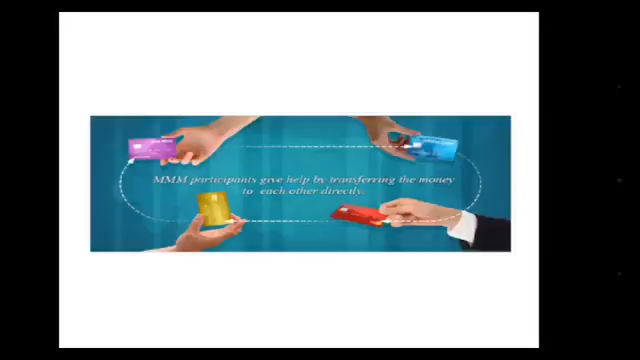 MMM participants give help by transferring the money
to each other directly.